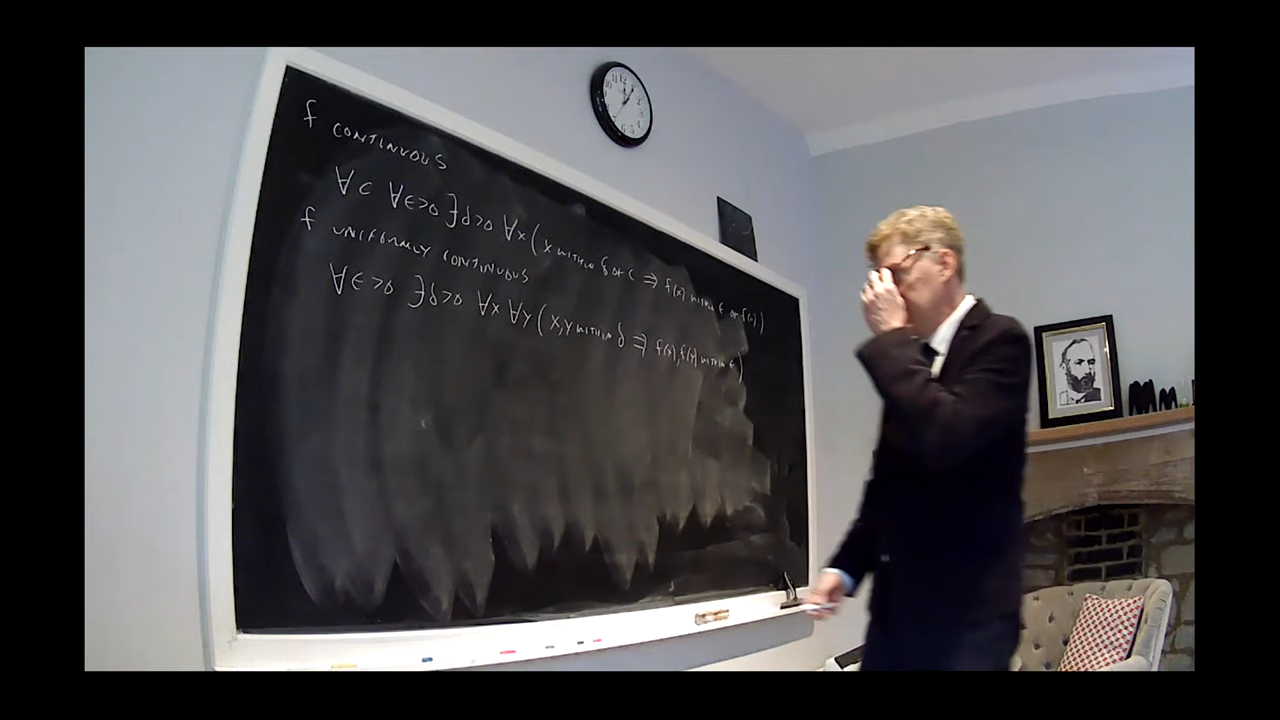 f CONTINUOUS
∀c ∀ε>0 ∃δ>0 ∀x (x WITHIN δ OF c ⇒ f(x) WITHIN ε OF f(c))
f UNIFORMLY CONTINUOUS
∀ε>0 ∃δ>0 ∀x ∀y (x,y WITHIN δ ⇒ f(x), f(y) WITHIN ε)